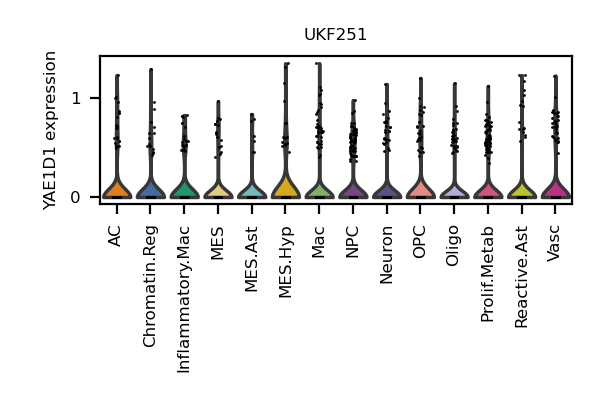 UKF251
YAE1D1 expression
1
0
AC
Chromatin.Reg
Inflammatory.Mac
MES
MES.Ast
MES.Hyp
Mac
NPC
Neuron
OPC
Oligo
Prolif.Metab
Reactive.Ast
Vasc